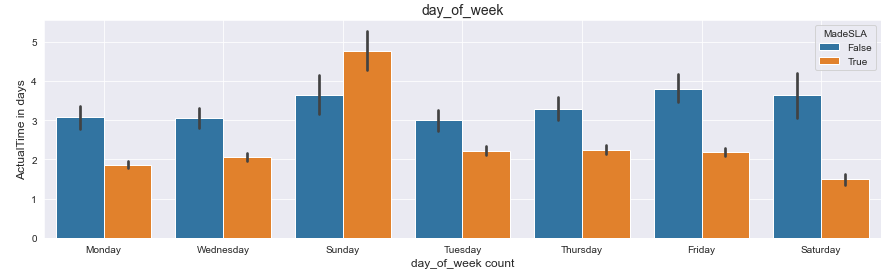 day_of_week
MadeSLA
False
True
ActualTime in days
5
4
3
2
1
0
Monday
Wednesday
Sunday
Tuesday
Thursday
Friday
Saturday
day_of_week count